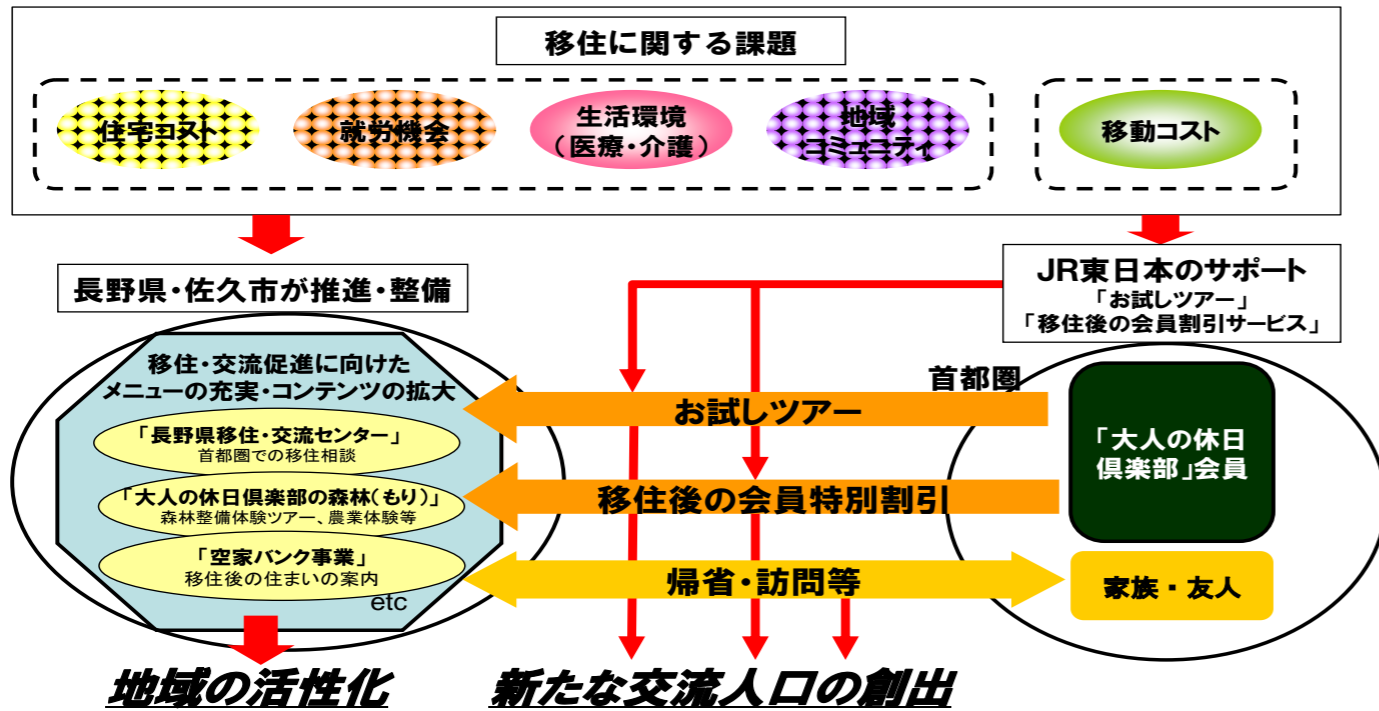 移住に関する課題
住宅コスト
就労機会
生活環境
（医療・介護）
地域
コミュニティ
移動コスト
長野県・佐久市が推進・整備
JR東日本のサポート
「お試しツアー」
「移住後の会員割引サービス」
移住・交流促進に向けた
メニューの充実・コンテンツの拡大
「長野県移住・交流センター」
首都圏での移住相談
「大人の休日倶楽部の森林（もり）」
森林整備体験ツアー、農業体験等
「空家バンク事業」
移住後の住まいの案内
etc
首都圏
お試しツアー
移住後の会員特別割引
帰省・訪問等
「大人の休日
倶楽部」会員
家族・友人
地域の活性化
新たな交流人口の創出